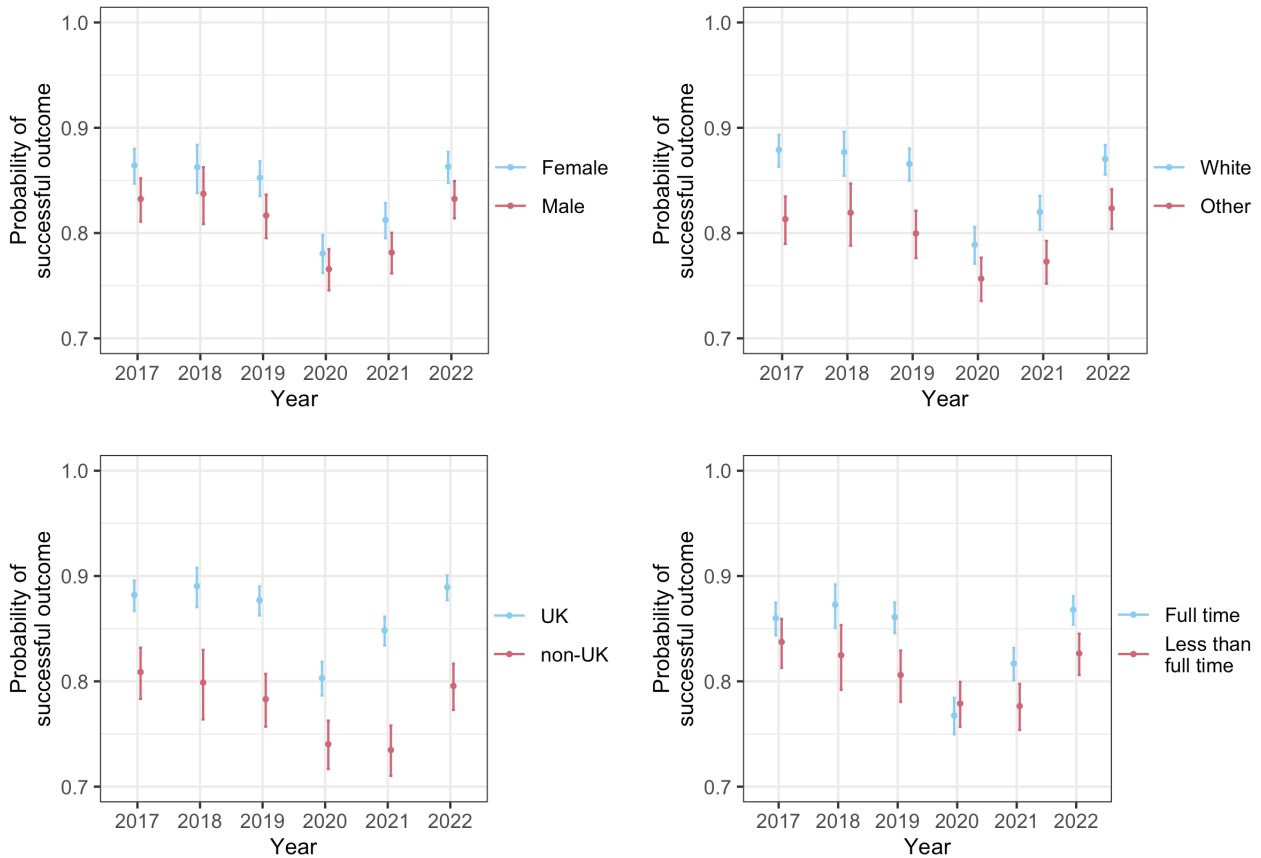 Probability of
successful outcome
1.0
0.9
0.8
0.7
2017 2018 2019 2020 2021 2022
Year
Female
Male
Probability of
successful outcome
1.0
0.9
0.8
0.7
2017 2018 2019 2020 2021 2022
Year
White
Other
Probability of
successful outcome
1.0
0.9
0.8
0.7
2017 2018 2019 2020 2021 2022
Year
UK
non-UK
Probability of
successful outcome
1.0
0.9
0.8
0.7
2017 2018 2019 2020 2021 2022
Year
Full time
Less than
full time